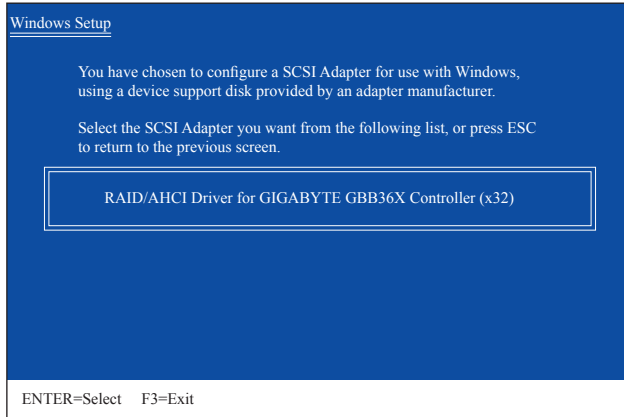 Windows Setup
You have chosen to configure a SCSI Adapter for use with Windows,
using a device support disk provided by an adapter manufacturer.
Select the SCSI Adapter you want from the following list, or press ESC
to return to the previous screen.
RAID/AHCI Driver for GIGABYTE GBB36X Controller (x32)
ENTER=Select F3=Exit